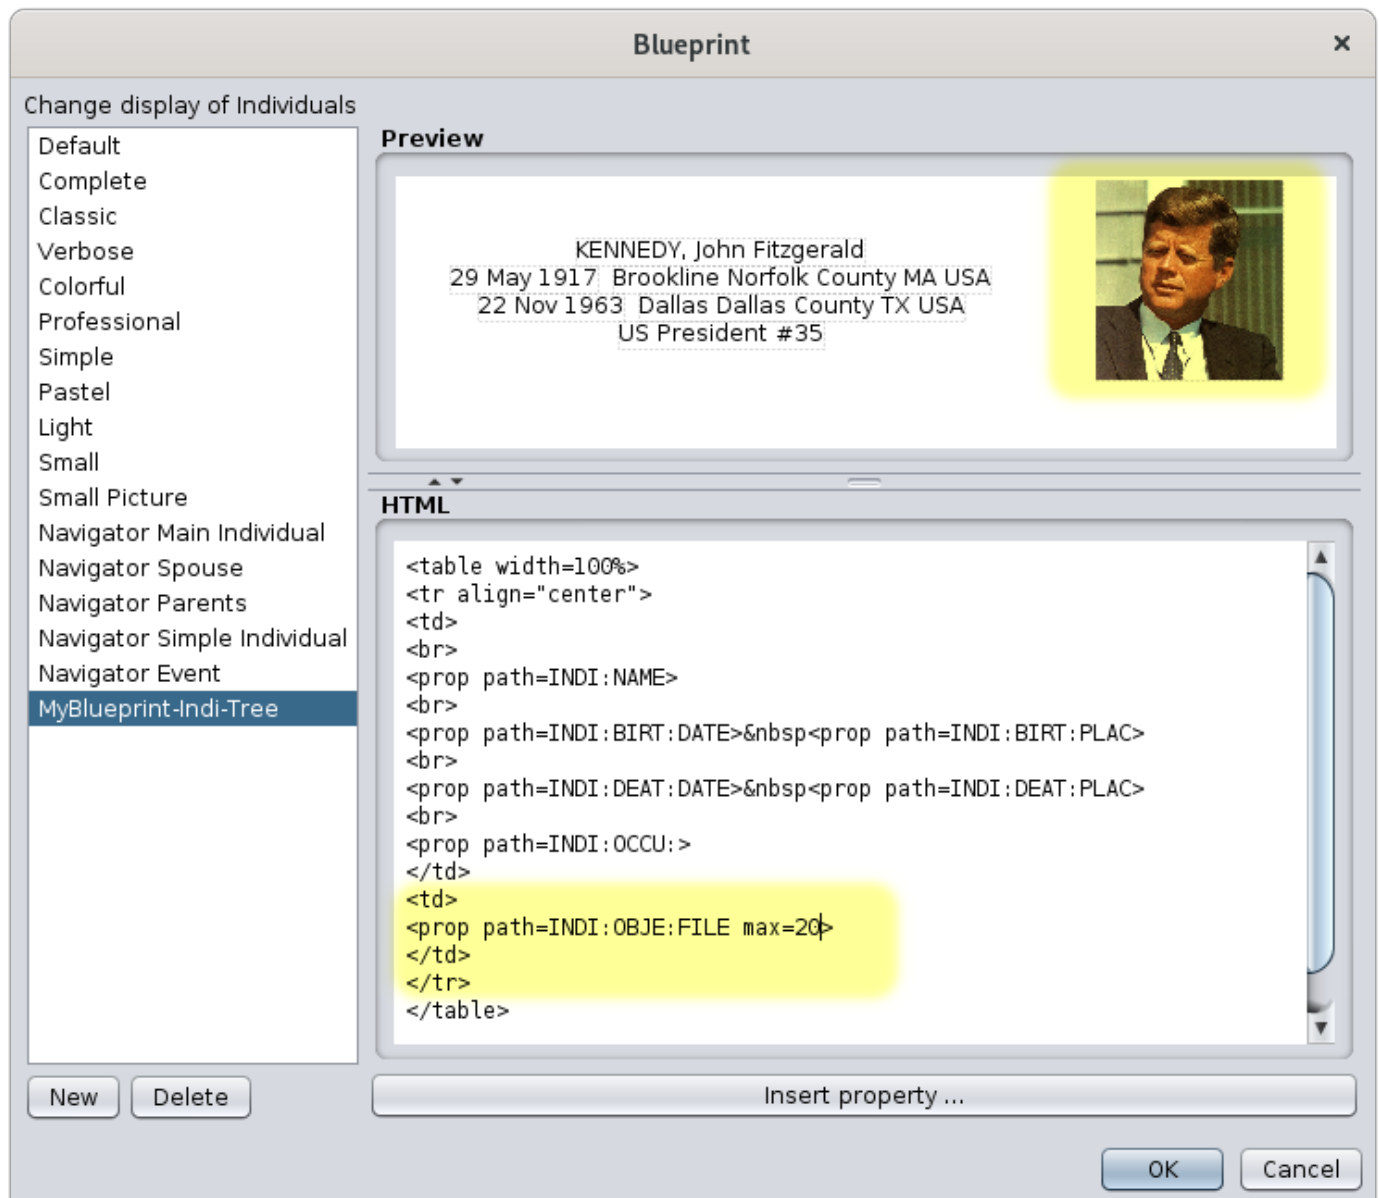 Blueprint
Change display of Individuals
Default
Complete
Classic
Verbose
Colorful
Professional
Simple
Pastel
Light
Small
Small Picture
Navigator Main Individual
Navigator Spouse
Navigator Parents
Navigator Simple Individual
Navigator Event
MyBlueprint-Indi-Tree
New
Delete
Preview
KENNEDY, John Fitzgerald
29 May 1917 Brookline Norfolk County MA USA
22 Nov 1963 Dallas Dallas County TX USA
US President #35
HTML
<table width=100%>
<tr align="center">
<td>
<br>
<prop path=INDI:NAME>
<br>
<prop path=INDI:BIRT:DATE>&nbsp<prop path=INDI:BIRT:PLAC>
<br>
<prop path=INDI:DEAT:DATE>&nbsp<prop path=INDI:DEAT:PLAC>
<br>
<prop path=INDI:OCCU:>
</td>
<td>
<prop path=INDI:OBJE:FILE max=20>
</td>
</tr>
</table>
Insert property ...
OK
Cancel